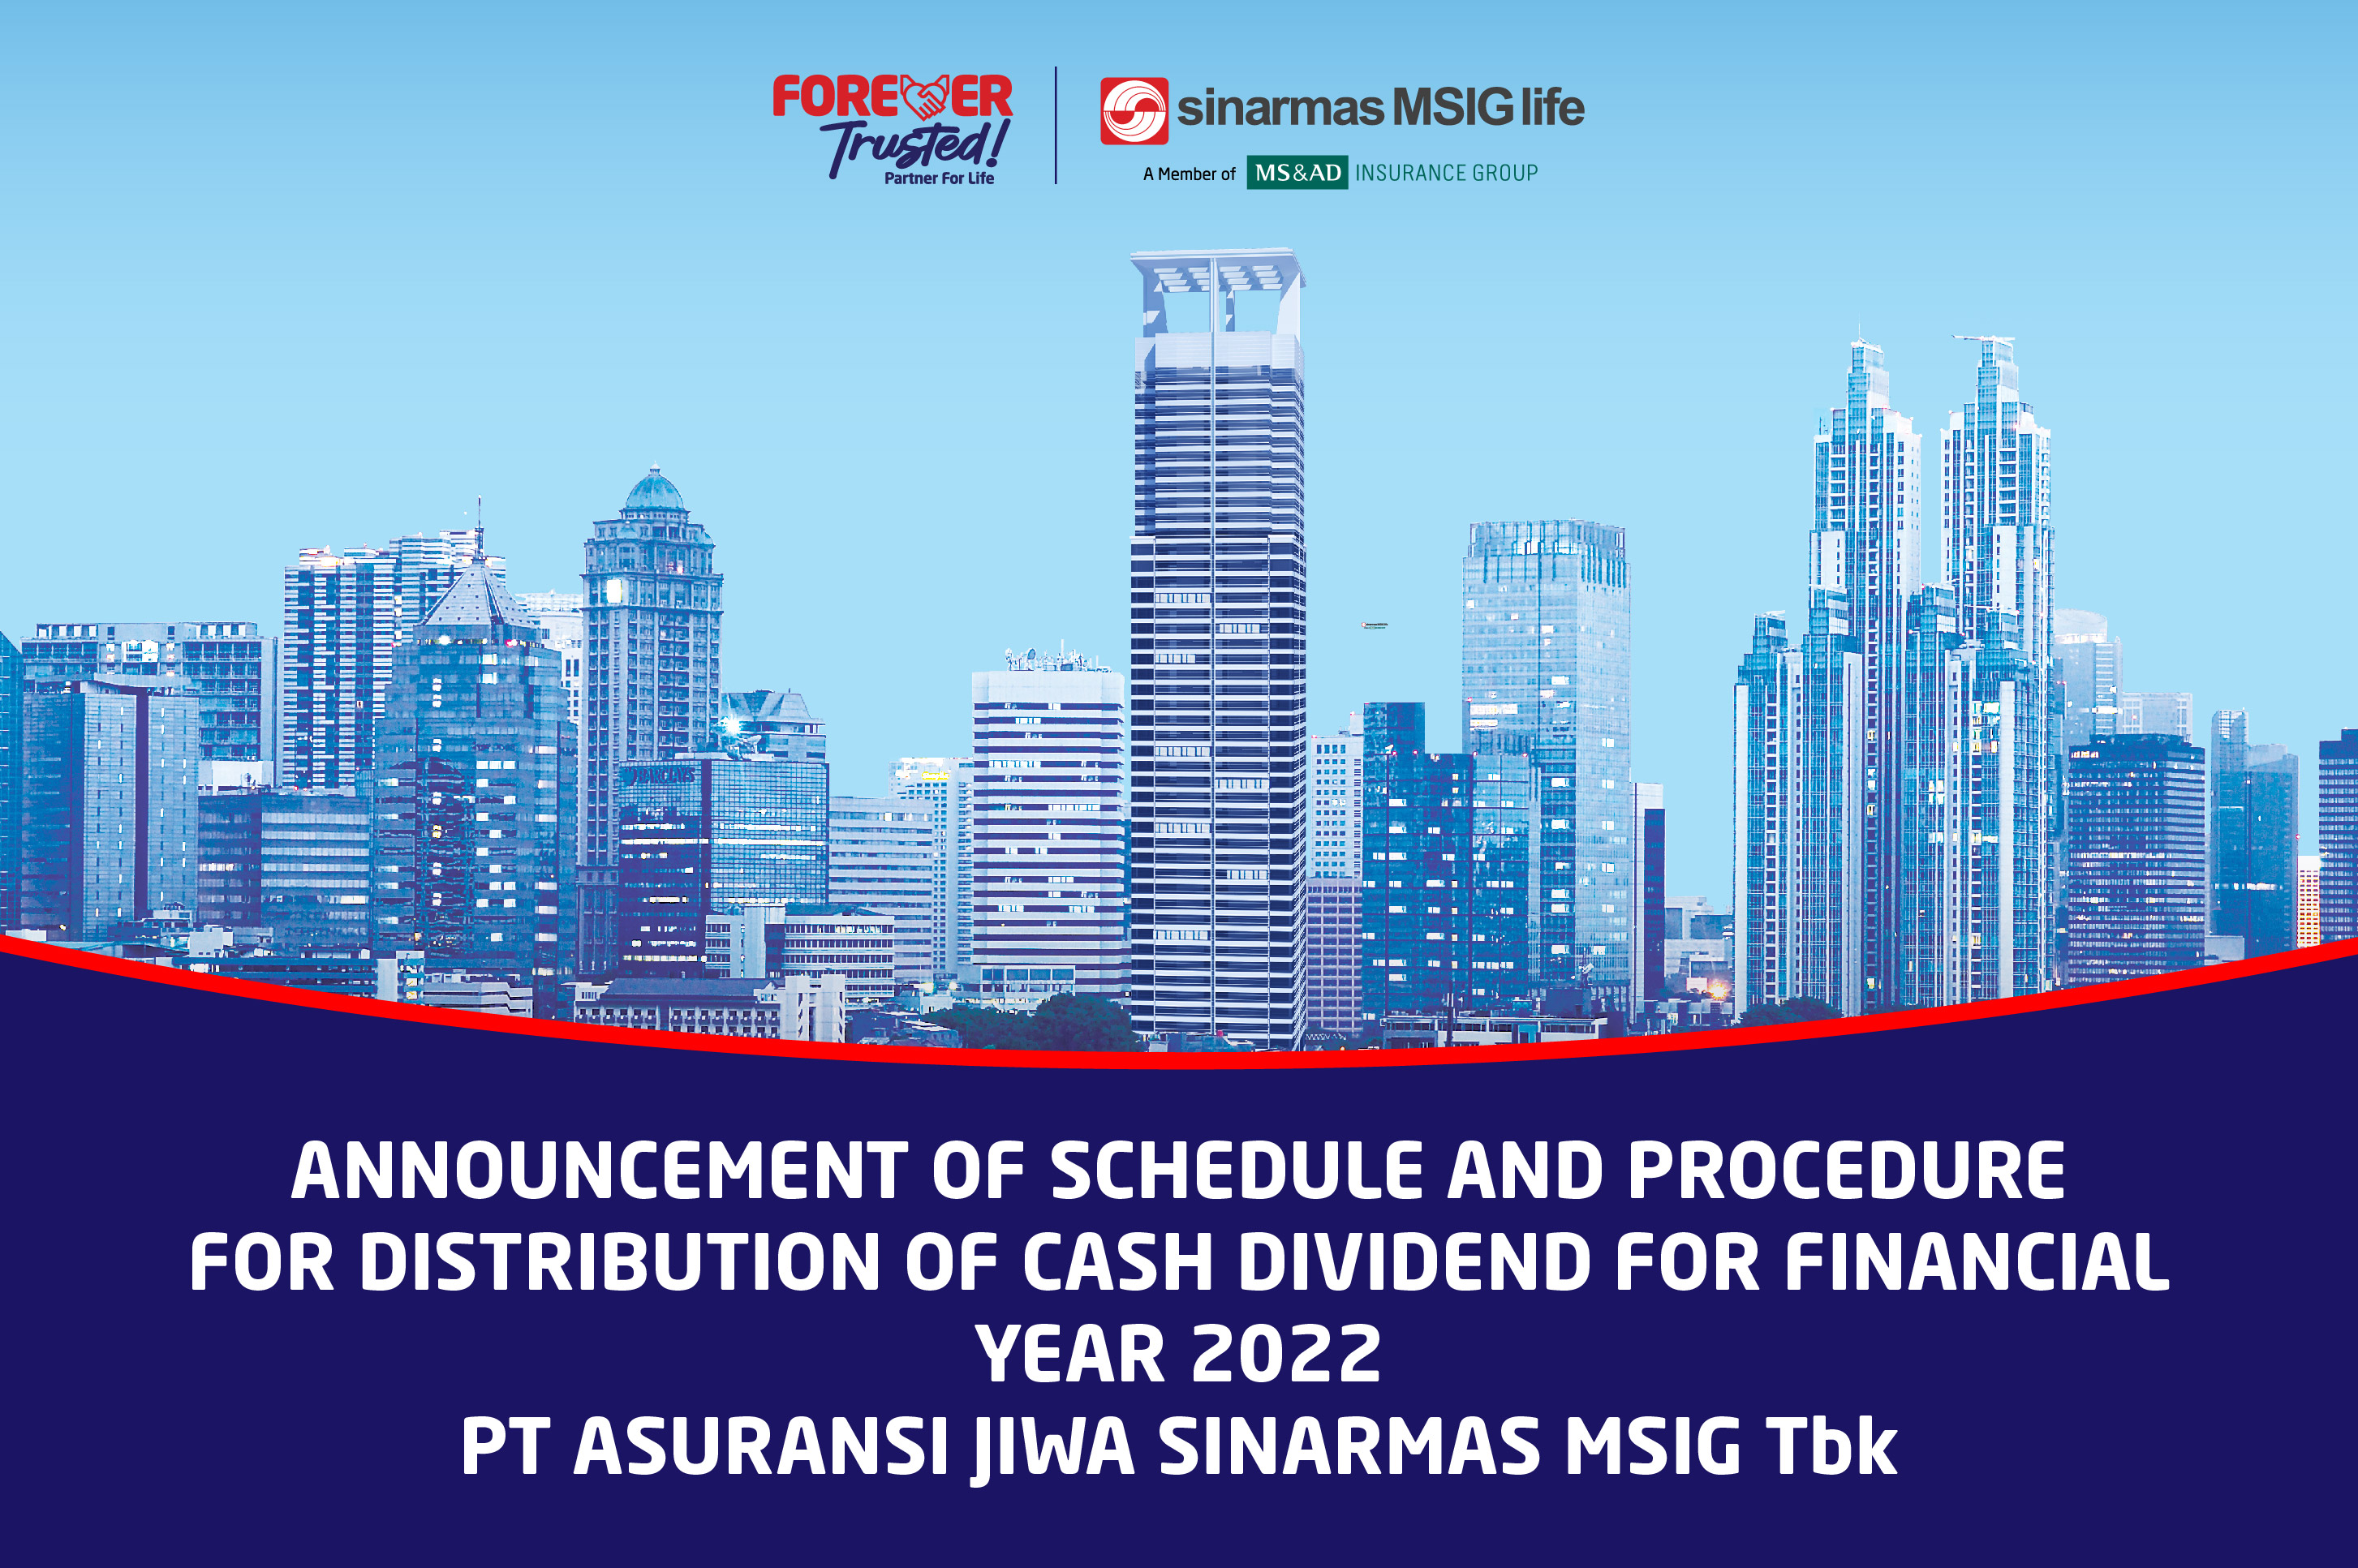 FOREVER
Trusted!
Partner For Life
sinarmas MSIG life
A Member of MS&AD INSURANCE GROUP
BARCLAYS
ANNOUNCEMENT OF SCHEDULE AND PROCEDURE
FOR DISTRIBUTION OF CASH DIVIDEND FOR FINANCIAL
YEAR 2022
PT ASURANSI JIWA SINARMAS MSIG Tbk